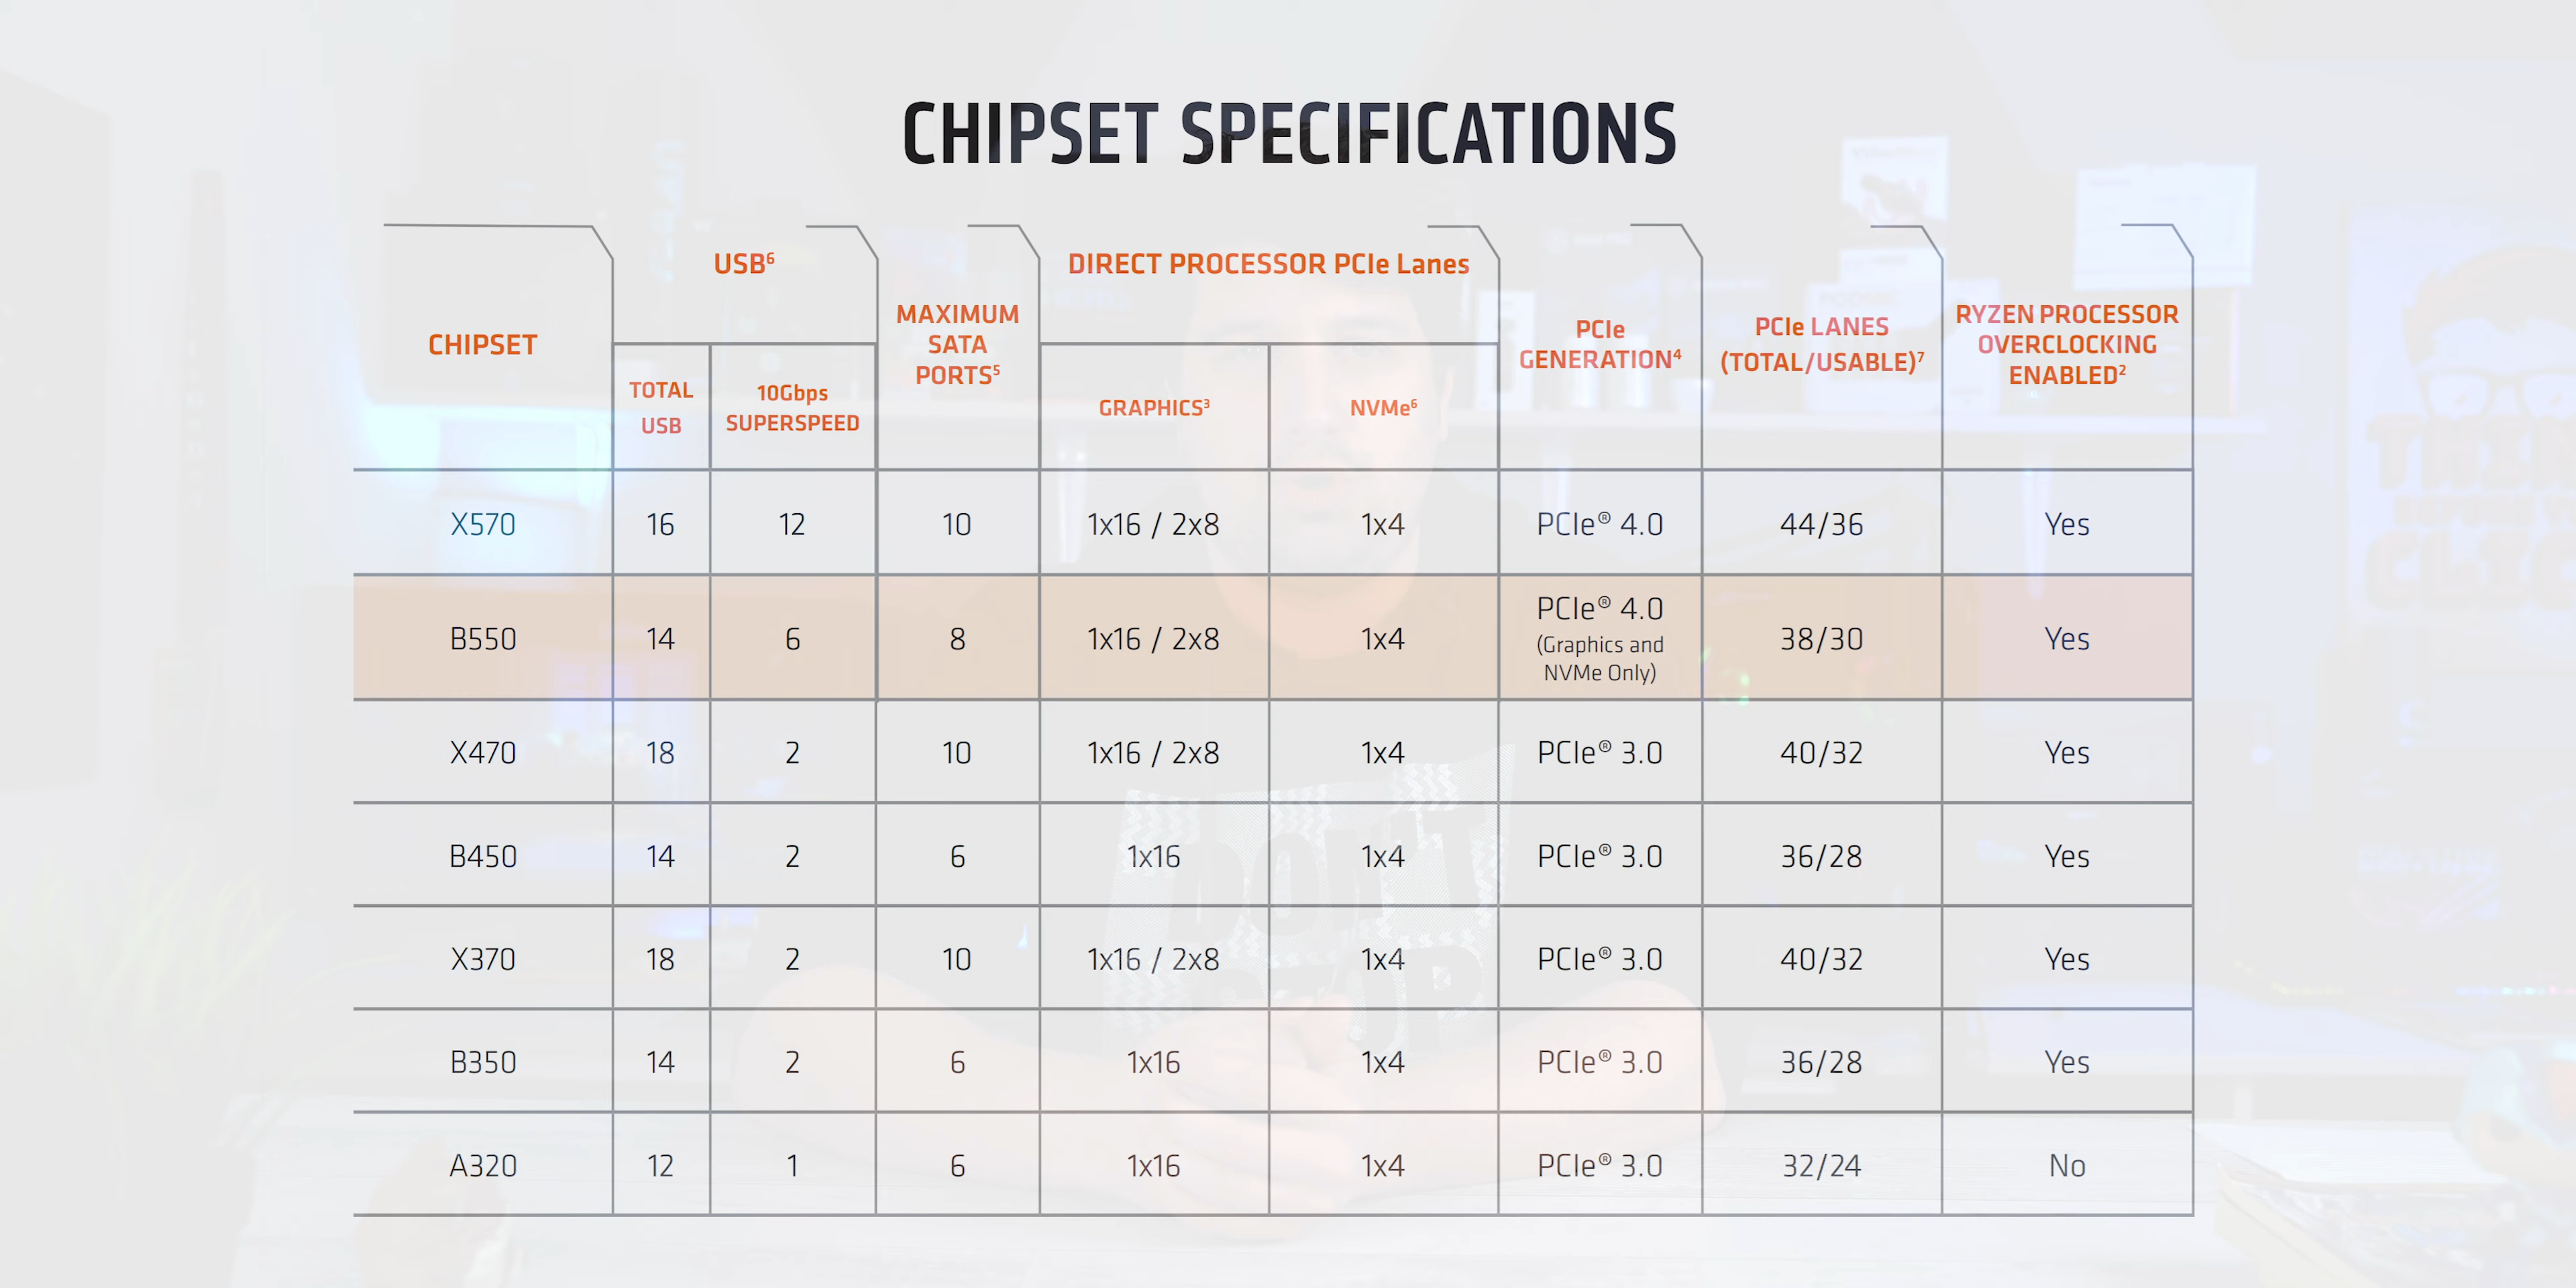 CHIPSET SPECIFICATIONS
CHIPSET
USB⁶
TOTAL
USB
10Gbps
SUPERSPEED
MAXIMUM
SATA
PORTS⁵
DIRECT PROCESSOR PCIe Lanes
GRAPHICS³
NVMe⁶
PCIe
GENERATION⁴
PCIe LANES
(TOTAL/USABLE)⁷
RYZEN PROCESSOR
OVERCLOCKING
ENABLED²
X570 16 12 10 1x16 / 2x8 1x4 PCIe® 4.0 44/36 Yes
B550 14 6 8 1x16 / 2x8 1x4 PCIe® 4.0 38/30 Yes
(Graphics and
NVMe Only)
X470 18 2 10 1x16 / 2x8 1x4 PCIe® 3.0 40/32 Yes
B450 14 2 6 1x16 1x4 PCIe® 3.0 36/28 Yes
X370 18 2 10 1x16 / 2x8 1x4 PCIe® 3.0 40/32 Yes
B350 14 2 6 1x16 1x4 PCIe® 3.0 36/28 Yes
A320 12 1 6 1x16 1x4 PCIe® 3.0 32/24 No